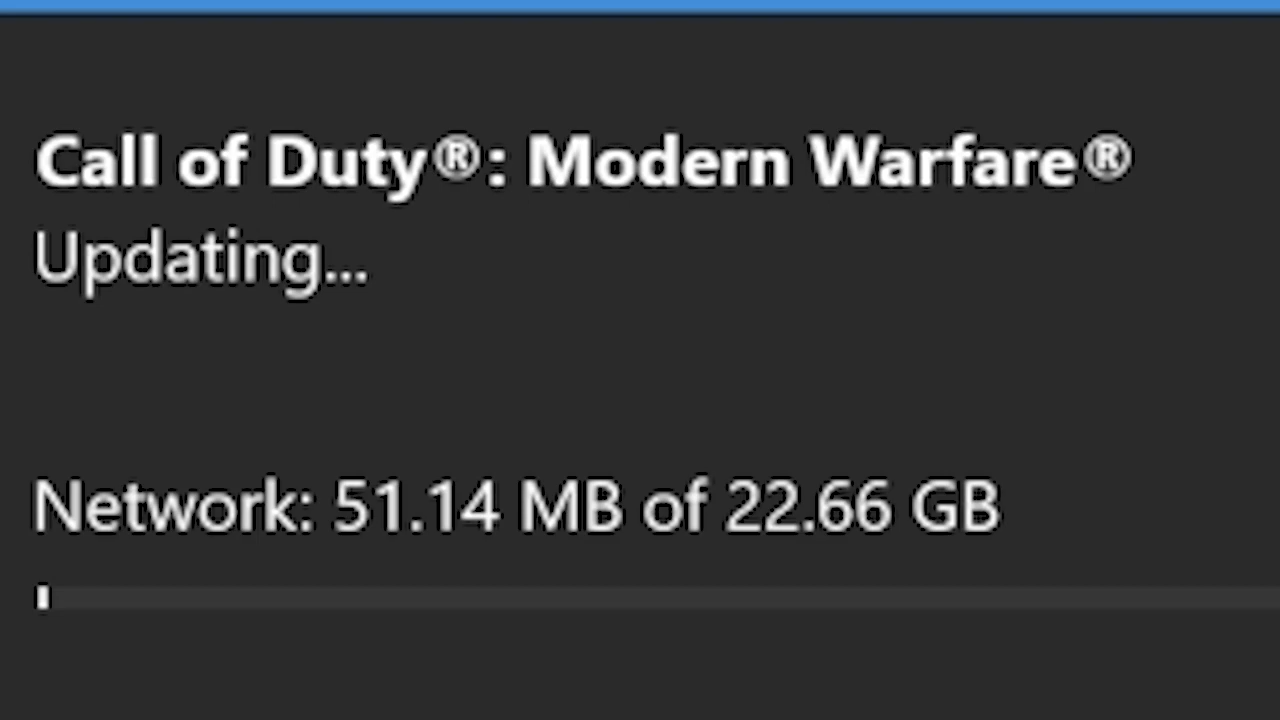 Call of Duty®: Modern Warfare®
Updating...
Network: 51.14 MB of 22.66 GB